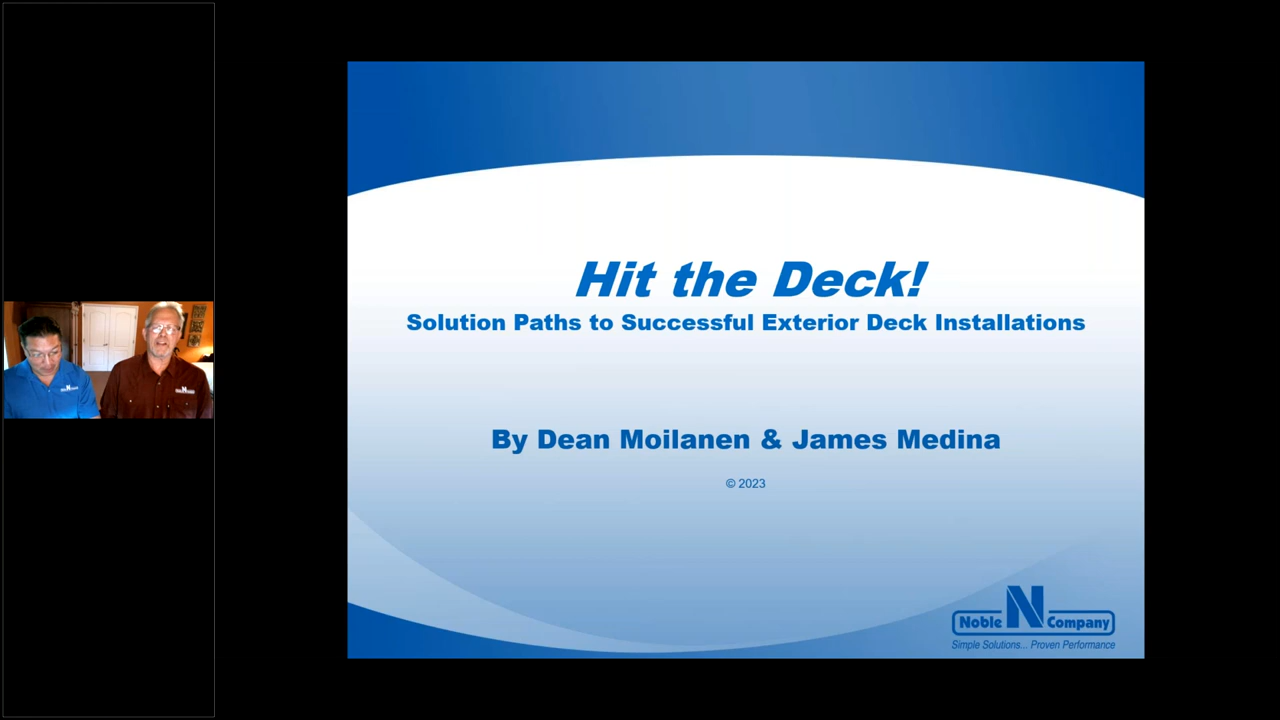 Hit the Deck!
Solution Paths to Successful Exterior Deck Installations
By Dean Moilanen & James Medina
© 2023
Noble N Company
Simple Solutions... Proven Performance